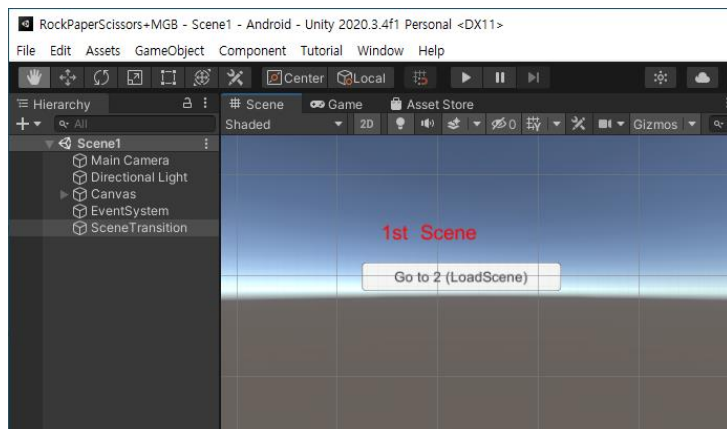 RockPaperScissors+MGB - Scene1 - Android - Unity 2020.3.4f1 Personal <DX11>
File Edit Assets GameObject Component Tutorial Window Help
Center Local
Hierarchy
Scene Game Asset Store
All
Shaded 2D 0 Gizmos
Scene1
Main Camera
Directional Light
Canvas
EventSystem
SceneTransition
1st Scene
Go to 2 (LoadScene)